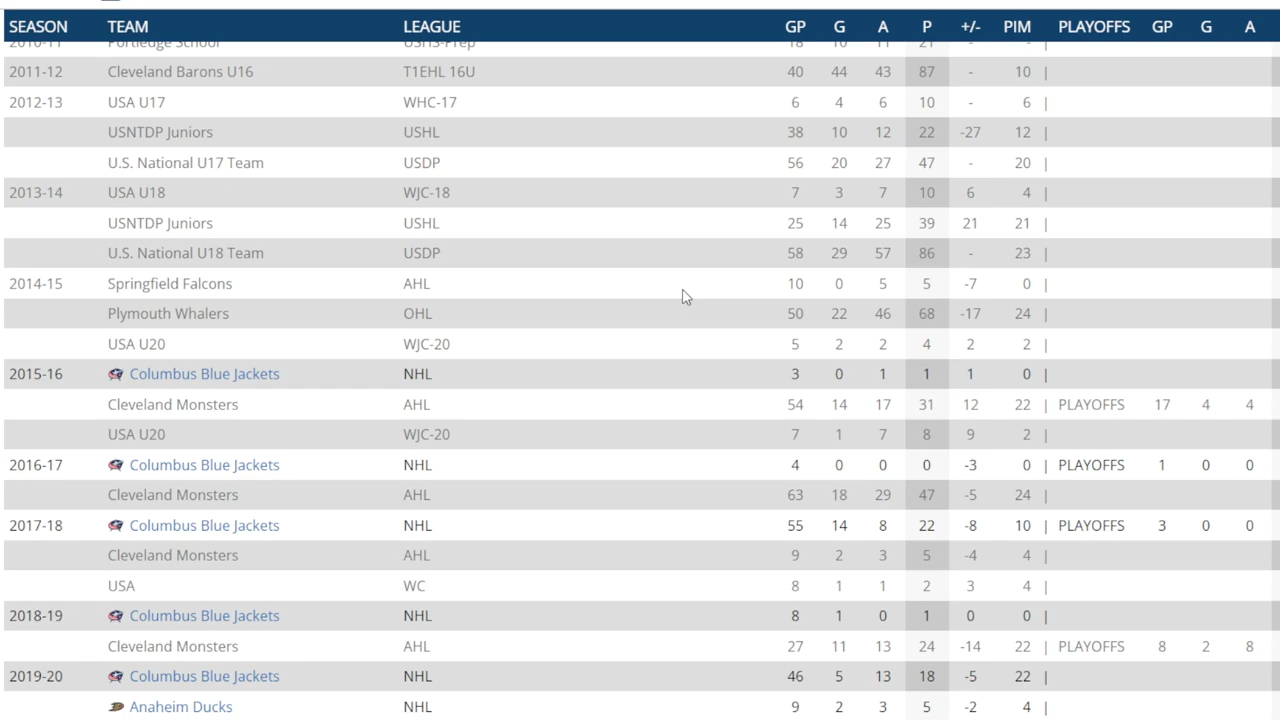 SEASON TEAM LEAGUE GP G A P +/- PIM PLAYOFFS GP G A
2010-11 Portledge School USHS-Prep 18 10 11 21 - - |
2011-12 Cleveland Barons U16 T1EHL 16U 40 44 43 87 - 10 |
2012-13 USA U17 WHC-17 6 4 6 10 - 6 |
USNTDP Juniors USHL 38 10 12 22 -27 12 |
U.S. National U17 Team USDP 56 20 27 47 - 20 |
2013-14 USA U18 WJC-18 7 3 7 10 6 4 |
USNTDP Juniors USHL 25 14 25 39 21 21 |
U.S. National U18 Team USDP 58 29 57 86 - 23 |
2014-15 Springfield Falcons AHL 10 0 5 5 -7 0 |
Plymouth Whalers OHL 50 22 46 68 -17 24 |
USA U20 WJC-20 5 2 2 4 2 2 |
2015-16 Columbus Blue Jackets NHL 3 0 1 1 1 0 |
Cleveland Monsters AHL 54 14 17 31 12 22 | PLAYOFFS 17 4 4
USA U20 WJC-20 7 1 7 8 9 2 |
2016-17 Columbus Blue Jackets NHL 4 0 0 0 -3 0 | PLAYOFFS 1 0 0
Cleveland Monsters AHL 63 18 29 47 -5 24 |
2017-18 Columbus Blue Jackets NHL 55 14 8 22 -8 10 | PLAYOFFS 3 0 0
Cleveland Monsters AHL 9 2 3 5 -4 4 |
USA WC 8 1 1 2 3 4 |
2018-19 Columbus Blue Jackets NHL 8 1 0 1 0 0 |
Cleveland Monsters AHL 27 11 13 24 -14 22 | PLAYOFFS 8 2 8
2019-20 Columbus Blue Jackets NHL 46 5 13 18 -5 22 |
Anaheim Ducks NHL 9 2 3 5 -2 4 |